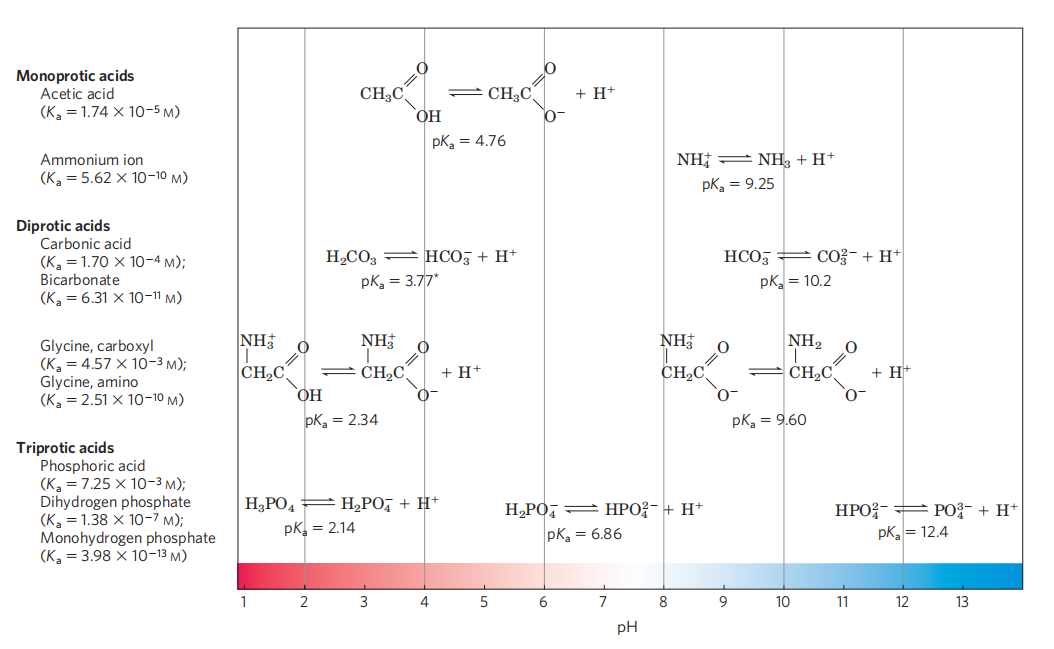 Monoprotic acids
Acetic acid
(Kₐ = 1.74 × 10⁻⁵ M)
CH₃C
O
OH
⇌ CH₃C
O
O⁻
+ H⁺
pKₐ = 4.76
Ammonium ion
(Kₐ = 5.62 × 10⁻¹⁰ M)
NH₄⁺ ⇌ NH₃ + H⁺
pKₐ = 9.25
Diprotic acids
Carbonic acid
(Kₐ = 1.70 × 10⁻⁴ M);
Bicarbonate
(Kₐ = 6.31 × 10⁻¹¹ M)
H₂CO₃ ⇌ HCO₃⁻ + H⁺
pKₐ = 3.77*
HCO₃⁻ ⇌ CO₃²⁻ + H⁺
pKₐ = 10.2
Glycine, carboxyl
(Kₐ = 4.57 × 10⁻³ M);
Glycine, amino
(Kₐ = 2.51 × 10⁻¹⁰ M)
NH₃⁺
CH₂C
O
OH
⇌
NH₃⁺
CH₂C
O
O⁻
+ H⁺
pKₐ = 2.34
NH₃⁺
CH₂C
O
O⁻
⇌
NH₂
CH₂C
O
O⁻
+ H⁺
pKₐ = 9.60
Triprotic acids
Phosphoric acid
(Kₐ = 7.25 × 10⁻³ M);
Dihydrogen phosphate
(Kₐ = 1.38 × 10⁻⁷ M);
Monohydrogen phosphate
(Kₐ = 3.98 × 10⁻¹³ M)
H₃PO₄ ⇌ H₂PO₄⁻ + H⁺
pKₐ = 2.14
H₂PO₄⁻ ⇌ HPO₄²⁻ + H⁺
pKₐ = 6.86
HPO₄²⁻ ⇌ PO₄³⁻ + H⁺
pKₐ = 12.4
1 2 3 4 5 6 7 8 9 10 11 12 13
pH